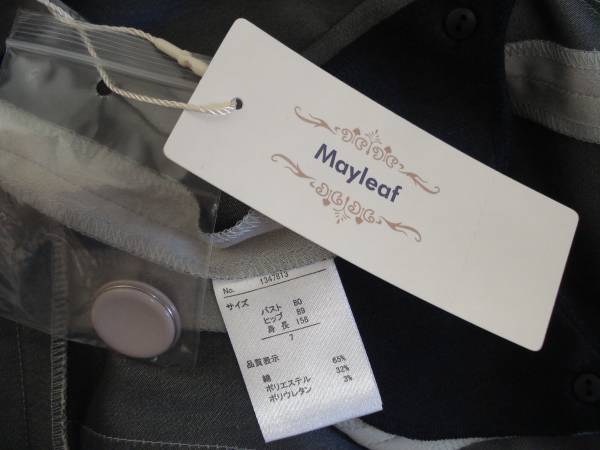 Mayleaf
No. 1347813
サイズ
バスト 80
ヒップ 89
身長 158
7
品質表示
綿 65%
ポリエステル 32%
ポリウレタン 3%